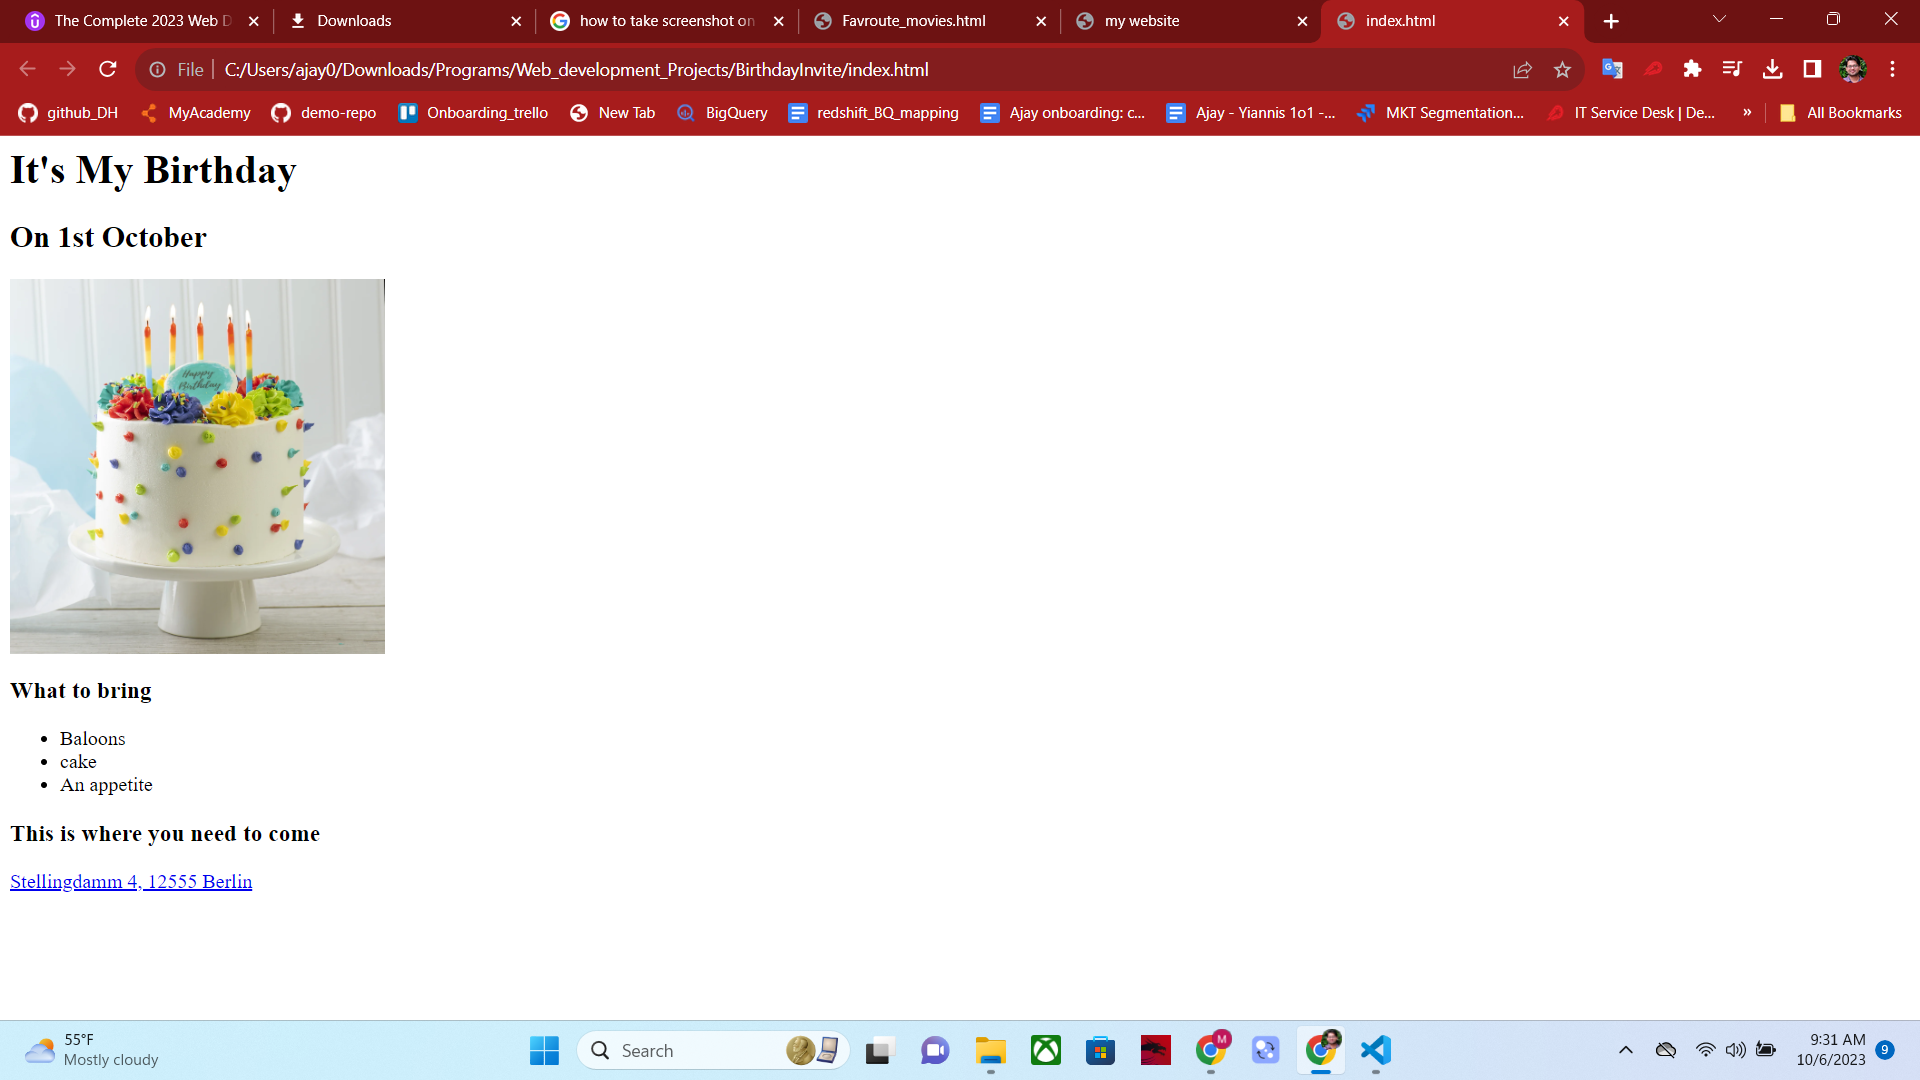 The Complete 2023 Web D
Downloads
how to take screenshot on
Favroute_movies.html
my website
index.html
File
C:/Users/ajay0/Downloads/Programs/Web_development_Projects/BirthdayInvite/index.html
github_DH
MyAcademy
demo-repo
Onboarding_trello
New Tab
BigQuery
redshift_BQ_mapping
Ajay onboarding: c...
Ajay - Yiannis 1o1 -...
MKT Segmentation...
IT Service Desk | De...
»
All Bookmarks
It's My Birthday
On 1st October
Happy
Birthday
What to bring
Baloons
cake
An appetite
This is where you need to come
Stellingdamm 4, 12555 Berlin
55°F
Mostly cloudy
Search
M
9:31 AM
10/6/2023
9